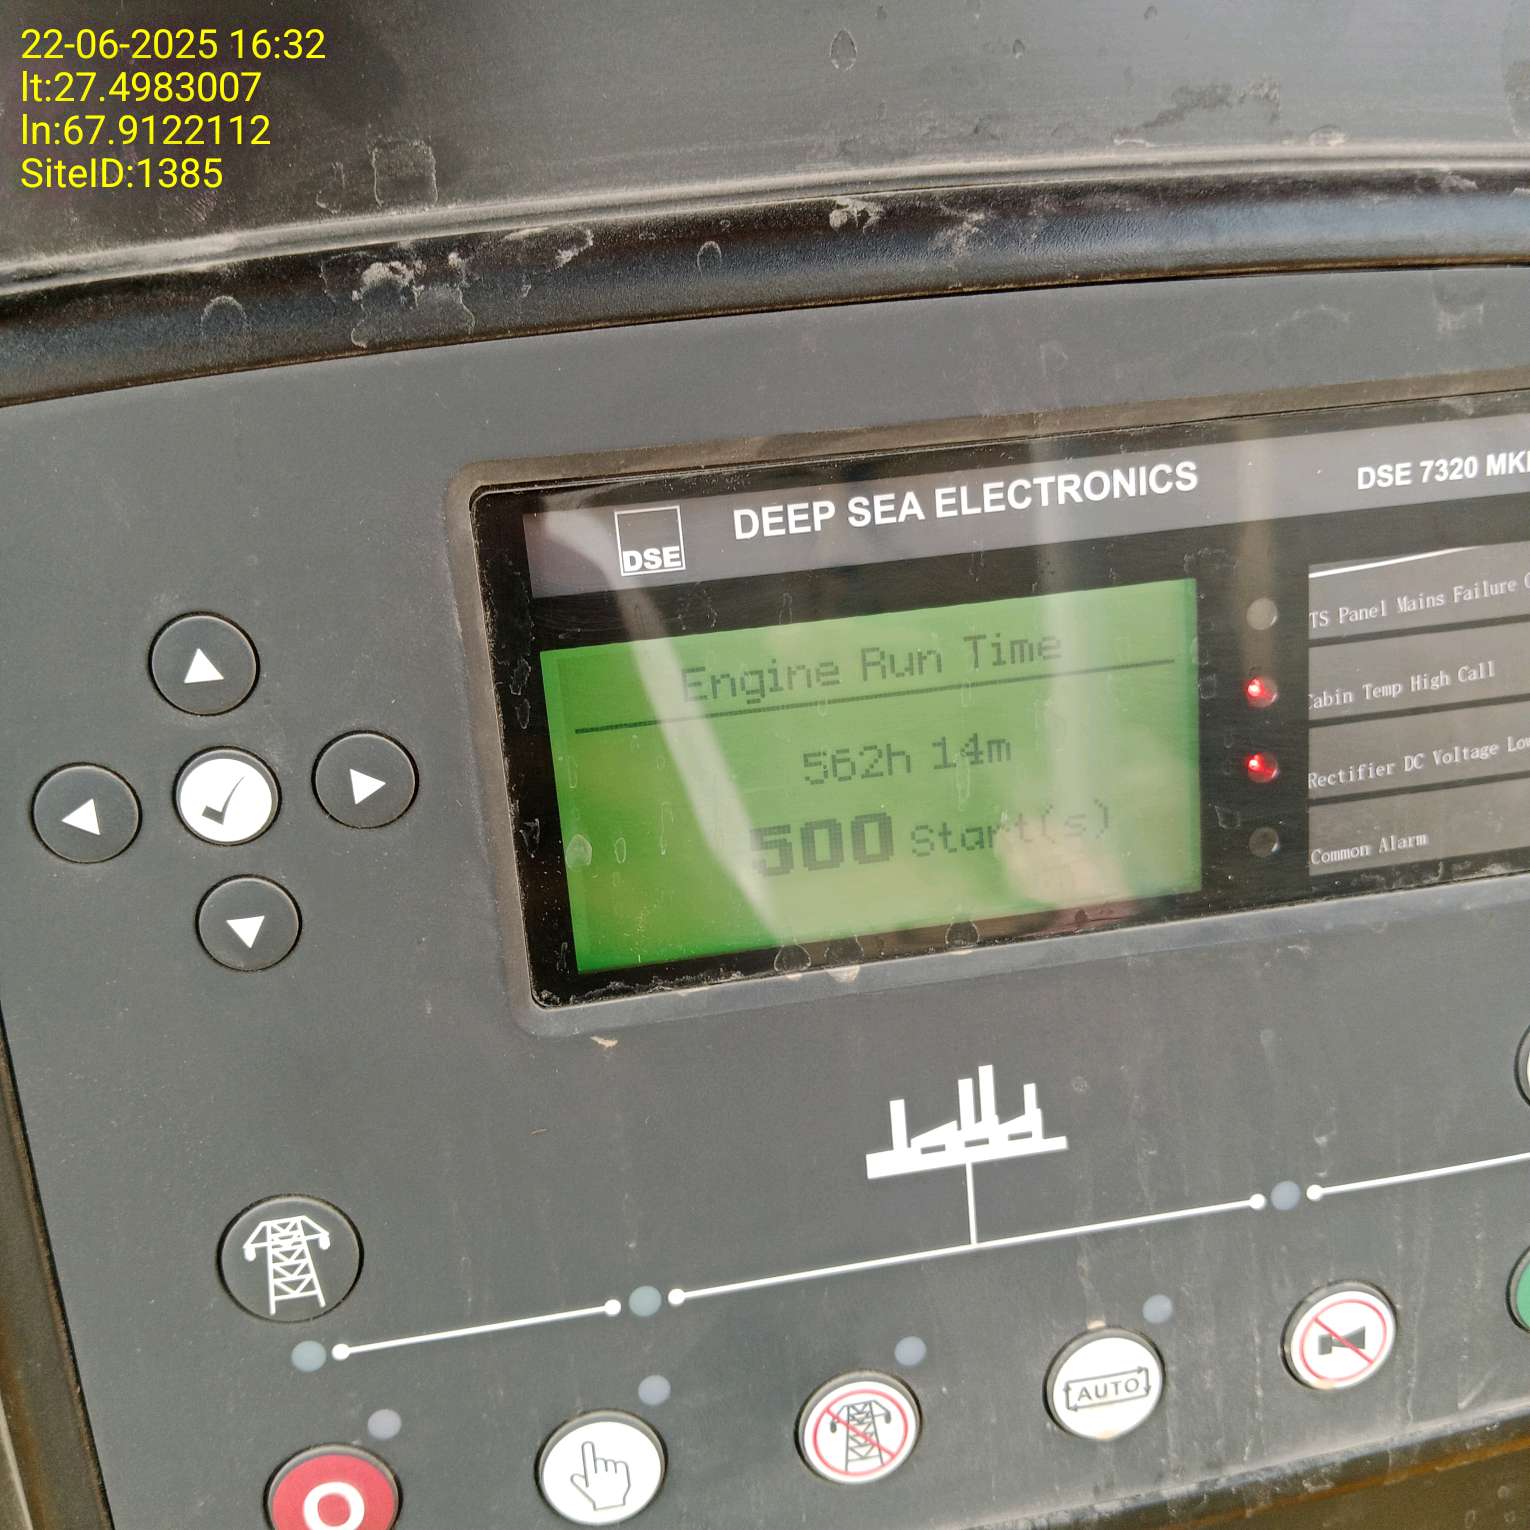 22-06-2025 16:32
lt:27.4983007
ln:67.9122112
SiteID:1385
DSE
DEEP SEA ELECTRONICS
DSE 7320
Engine Run Time
562h 14m
500 Start(s)
TS Panel Mains Failure
Cabin Temp High Call
Rectifier DC Voltage Low
Common Alarm
AUTO